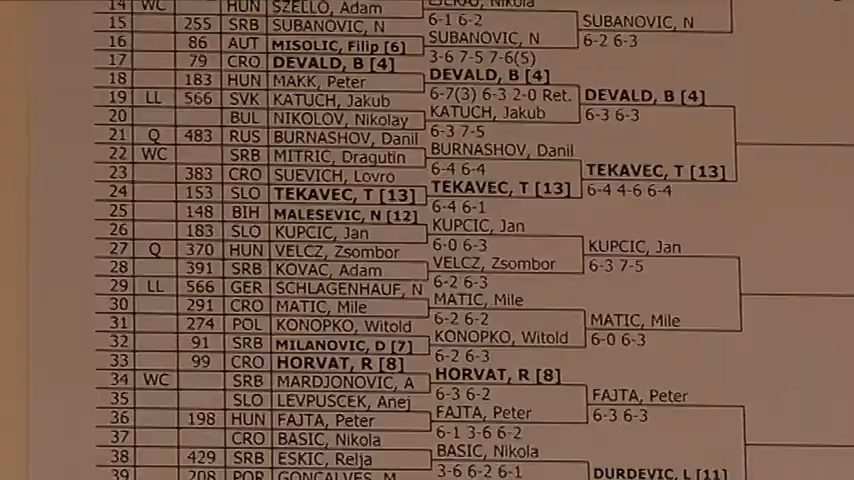 14 WC HUN SZELLO, Adam Nikola
15 255 SRB SUBANOVIC, N 6-1 6-2 SUBANOVIC, N
16 86 AUT MISOLIC, Filip [6] SUBANOVIC, N 6-2 6-3
17 79 CRO DEVALD, B [4] 3-6 7-5 7-6(5)
18 183 HUN MAKK, Peter DEVALD, B [4]
19 LL 566 SVK KATUCH, Jakub 6-7(3) 6-3 2-0 Ret. DEVALD, B [4]
20 BUL NIKOLOV, Nikolay KATUCH, Jakub 6-3 6-3
21 Q 483 RUS BURNASHOV, Danil 6-3 7-5
22 WC SRB MITRIC, Dragutin BURNASHOV, Danil
23 383 CRO SUEVICH, Lovro 6-4 6-4 TEKAVEC, T [13]
24 153 SLO TEKAVEC, T [13] TEKAVEC, T [13] 6-4 4-6 6-4
25 148 BIH MALESEVIC, N [12] 6-4 6-1
26 183 SLO KUPCIC, Jan KUPCIC, Jan
27 Q 370 HUN VELCZ, Zsombor 6-0 6-3 KUPCIC, Jan
28 391 SRB KOVAC, Adam VELCZ, Zsombor 6-3 7-5
29 LL 566 GER SCHLAGENHAUF, N 6-2 6-3
30 291 CRO MATIC, Mile MATIC, Mile
31 274 POL KONOPKO, Witold 6-2 6-2 MATIC, Mile
32 91 SRB MILANOVIC, D [7] KONOPKO, Witold 6-0 6-3
33 99 CRO HORVAT, R [8] 6-2 6-3
34 WC SRB MARDJONOVIC, A HORVAT, R [8]
35 SLO LEVPUSCEK, Anej 6-3 6-2 FAJTA, Peter
36 198 HUN FAJTA, Peter FAJTA, Peter 6-3 6-3
37 CRO BASIC, Nikola 6-1 3-6 6-2
38 429 SRB ESKIC, Relja BASIC, Nikola
39 208 POR GONCALVES, M 3-6 6-2 6-1 DURDEVIC, L [11]